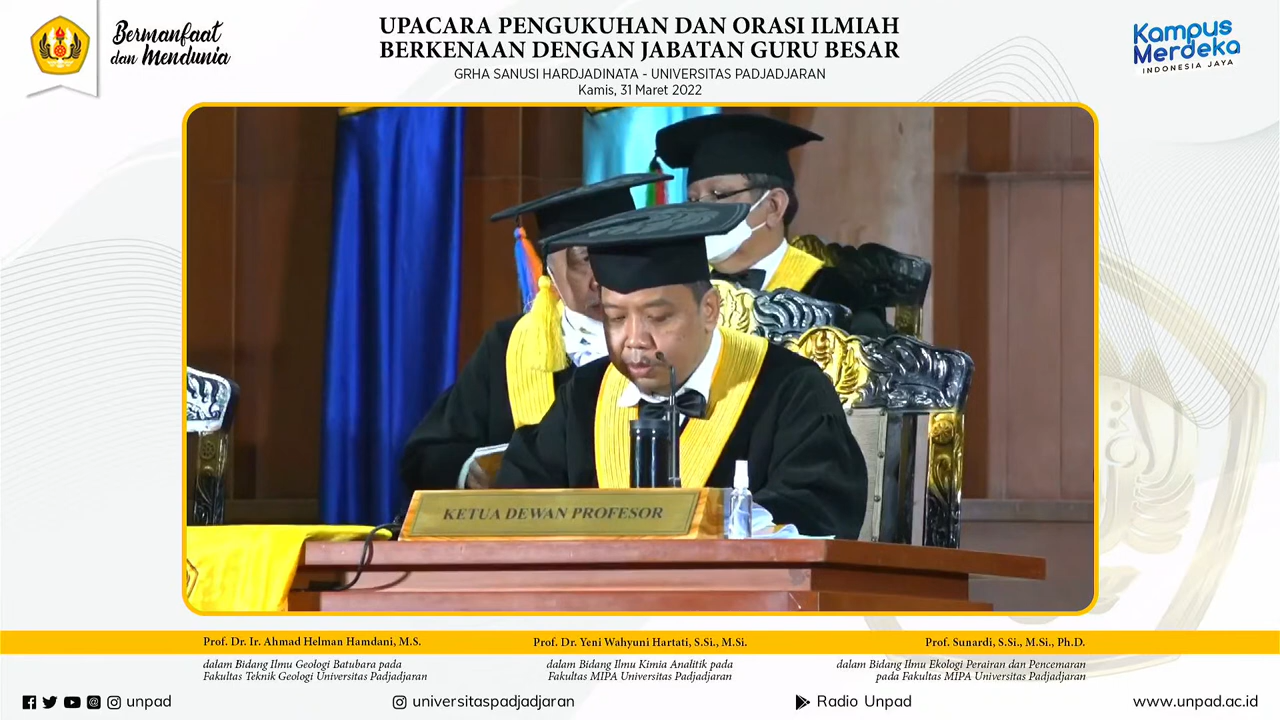 Bermanfaat
dan Mendunia
UPACARA PENGUKUHAN DAN ORASI ILMIAH
BERKENAAN DENGAN JABATAN GURU BESAR
GRHA SANUSI HARDJADINATA - UNIVERSITAS PADJADJARAN
Kamis, 31 Maret 2022
Kampus
Merdeka
INDONESIA JAYA
KETUA DEWAN PROFESOR
Prof. Dr. Ir. Ahmad Helman Hamdani, M.S.
dalam Bidang Ilmu Geologi Batubara pada
Fakultas Teknik Geologi Universitas Padjadjaran
Prof. Dr. Yeni Wahyuni Hartati, S.Si., M.Si.
dalam Bidang Ilmu Kimia Analitik pada
Fakultas MIPA Universitas Padjadjaran
Prof. Sunardi, S.Si., M.Si., Ph.D.
dalam Bidang Ilmu Ekologi Perairan dan Pencemaran
pada Fakultas MIPA Universitas Padjadjaran
unpad
universitaspadjadjaran
Radio Unpad
www.unpad.ac.id